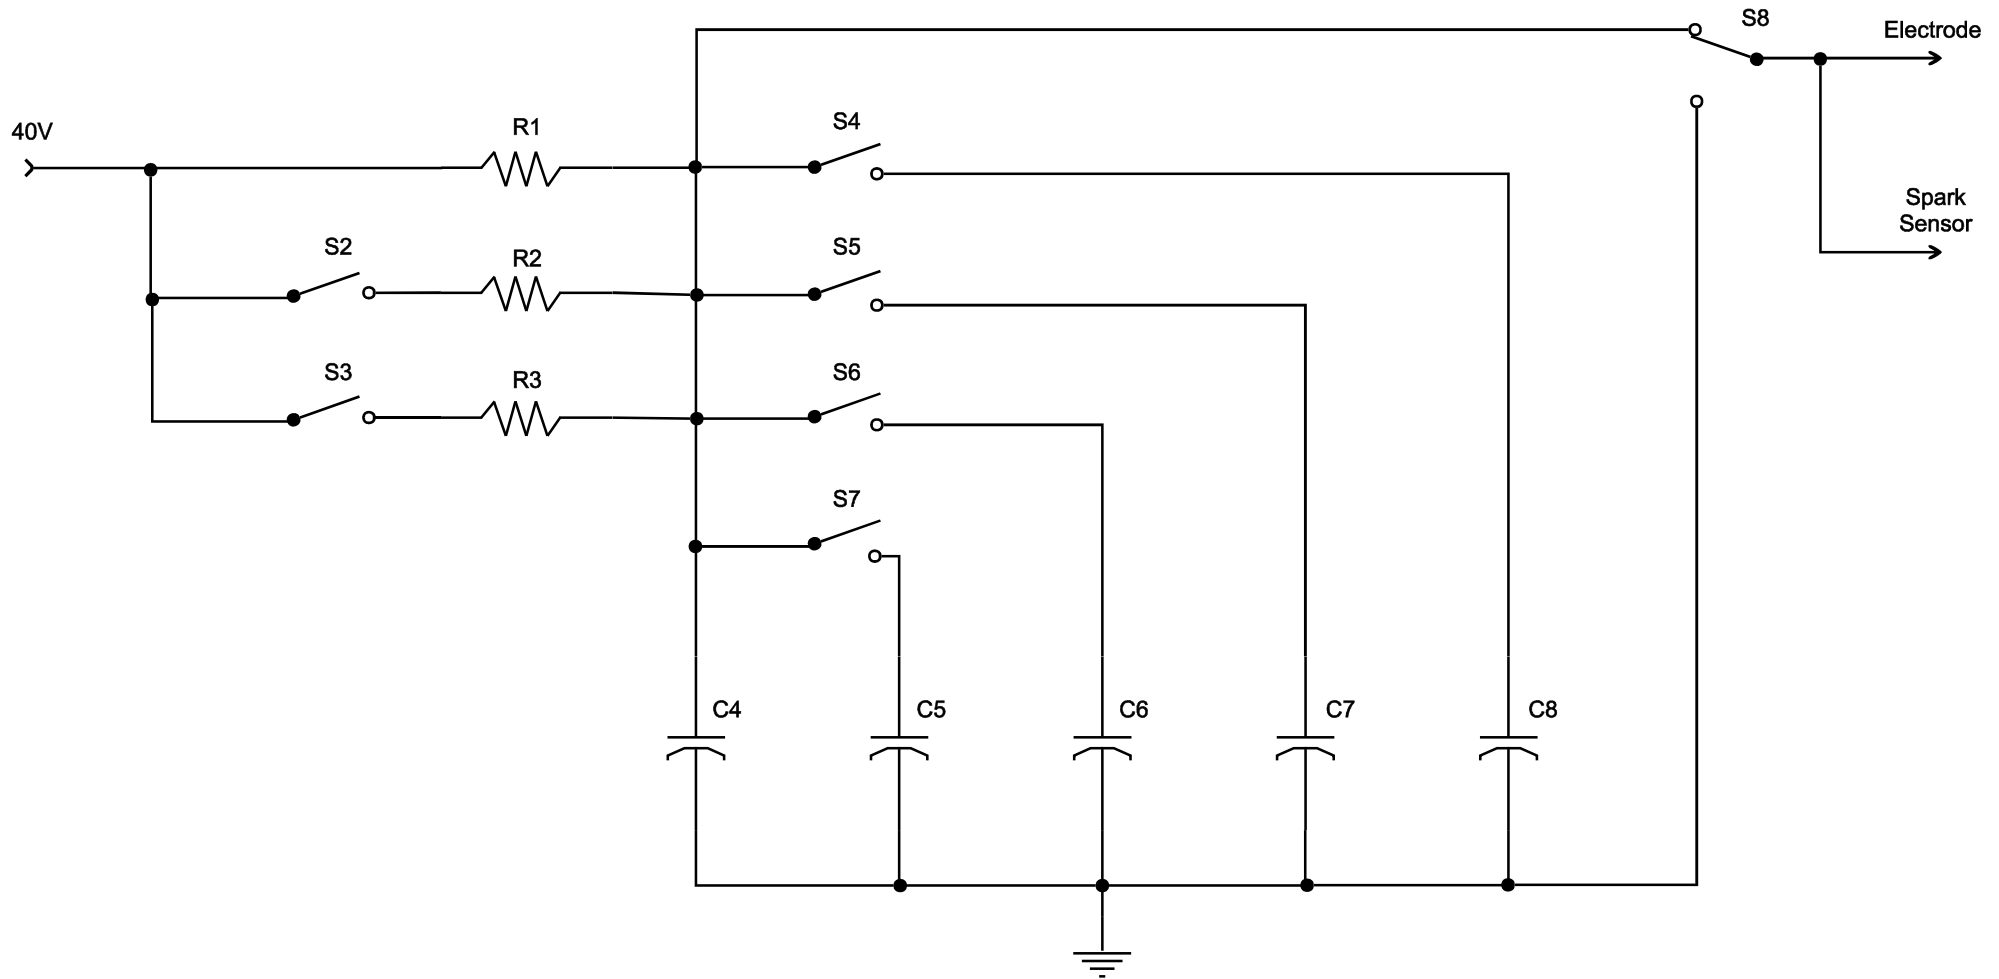 S8
Electrode
40V
R1
S4
Spark
Sensor
S2
R2
S5
S3
R3
S6
S7
C4
C5
C6
C7
C8